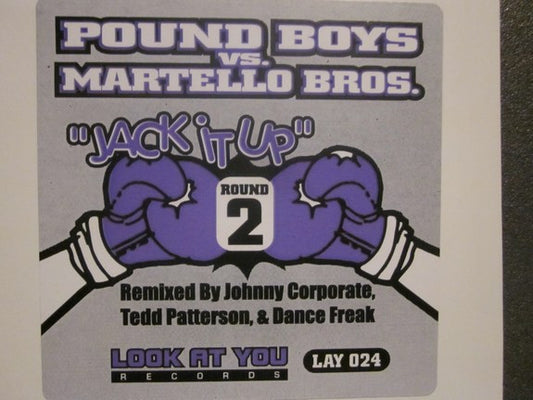 POUND BOYS
VS.
MARTELLO BROS.
"JACK iT UP"
ROUND
2
Remixed By Johnny Corporate,
Tedd Patterson, & Dance Freak
LOOK AT YOU
RECORDS
LAY 024